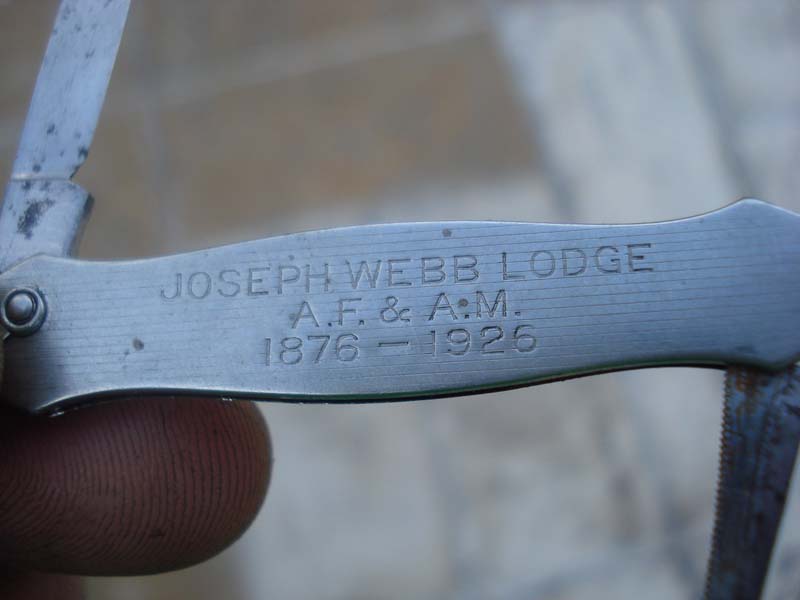 JOSEPH WEBB LODGE
A.F. & A.M.
1876 - 1926